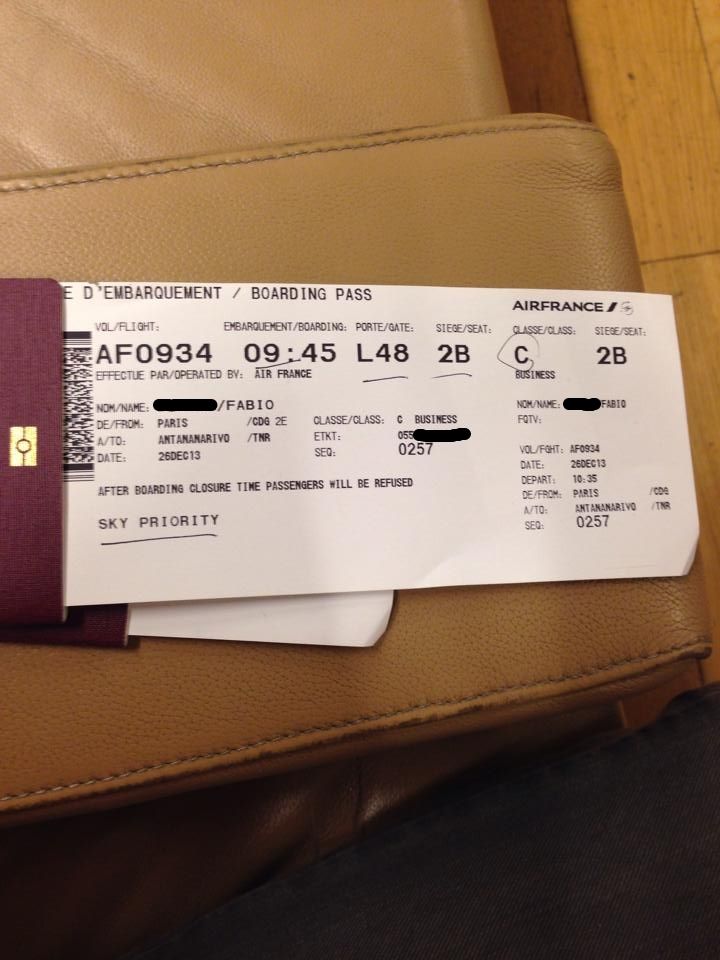 E D'EMBARQUEMENT / BOARDING PASS
AIRFRANCE
VOL/FLIGHT: EMBARQUEMENT/BOARDING: PORTE/GATE: SIEGE/SEAT: CLASSE/CLASS: SIEGE/SEAT:
AF0934 09:45 L48 2B C 2B
EFFECTUE PAR/OPERATED BY: AIR FRANCE BUSINESS
NOM/NAME: /FABIO NOM/NAME: FABIO
DE/FROM: PARIS /CDG 2E CLASSE/CLASS: C BUSINESS FQTV:
A/TO: ANTANANARIVO /TNR ETKT: 055
DATE: 26DEC13 SEQ: 0257 VOL/FGHT: AF0934
DATE: 26DEC13
AFTER BOARDING CLOSURE TIME PASSENGERS WILL BE REFUSED DEPART: 10:35
DE/FROM: PARIS /CDG
A/TO: ANTANANARIVO /TNR
SKY PRIORITY SEQ: 0257